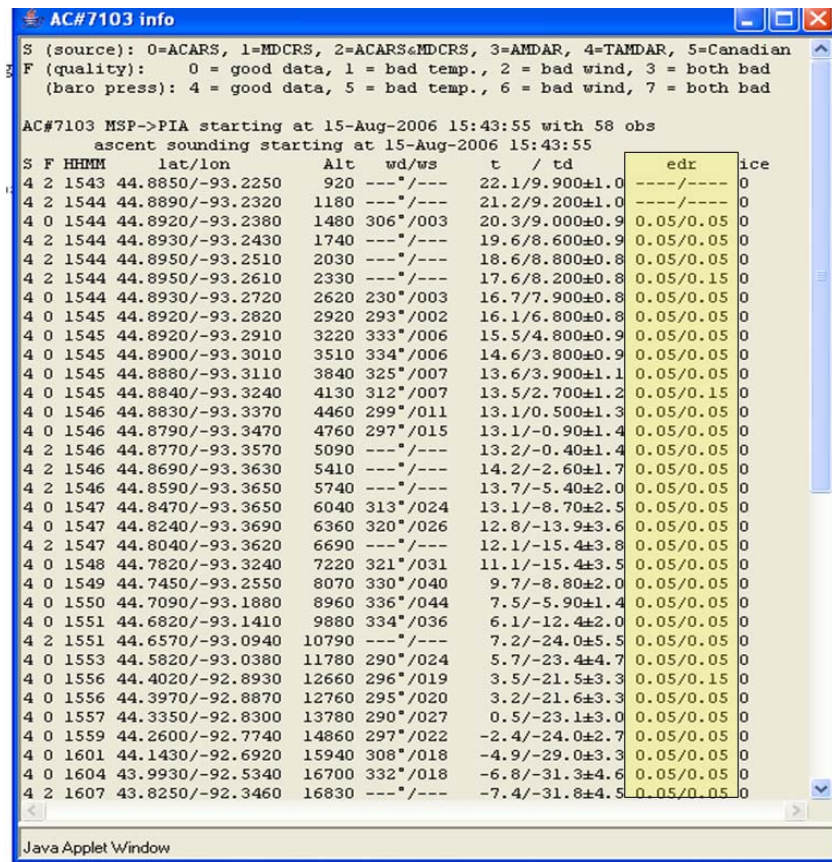 AC#7103 info
S (source): 0=ACARS, 1=MDCRS, 2=ACARS&MDCRS, 3=AMDAR, 4=TAMDAR, 5=Canadian
F (quality):    0 = good data, 1 = bad temp., 2 = bad wind, 3 = both bad
(baro press): 4 = good data, 5 = bad temp., 6 = bad wind, 7 = both bad
AC#7103 MSP->PIA starting at 15-Aug-2006 15:43:55 with 58 obs
ascent sounding starting at 15-Aug-2006 15:43:55
S F HHMM lat/lon Alt wd/ws t / td edr ice
4 2 1543 44.8850/-93.2250 920 ---°/--- 22.1/9.900±1.0 ----/---- 0
4 2 1544 44.8890/-93.2320 1180 ---°/--- 21.2/9.200±1.0 ----/---- 0
4 0 1544 44.8920/-93.2380 1480 306°/003 20.3/9.000±0.9 0.05/0.05 0
4 2 1544 44.8930/-93.2430 1740 ---°/--- 19.6/8.600±0.9 0.05/0.05 0
4 2 1544 44.8950/-93.2510 2030 ---°/--- 18.6/8.800±0.8 0.05/0.05 0
4 2 1544 44.8950/-93.2610 2330 ---°/--- 17.6/8.200±0.8 0.05/0.15 0
4 0 1544 44.8930/-93.2720 2620 230°/003 16.7/7.900±0.8 0.05/0.05 0
4 0 1545 44.8920/-93.2820 2920 293°/002 16.1/6.800±0.8 0.05/0.05 0
4 0 1545 44.8920/-93.2910 3220 333°/006 15.5/4.800±0.9 0.05/0.05 0
4 0 1545 44.8900/-93.3010 3510 334°/006 14.6/3.800±0.9 0.05/0.05 0
4 0 1545 44.8880/-93.3110 3840 325°/007 13.6/3.900±1.1 0.05/0.05 0
4 0 1545 44.8840/-93.3240 4130 312°/007 13.5/2.700±1.2 0.05/0.15 0
4 0 1546 44.8830/-93.3370 4460 299°/011 13.1/0.500±1.3 0.05/0.05 0
4 0 1546 44.8790/-93.3470 4760 297°/015 13.1/-0.90±1.4 0.05/0.05 0
4 2 1546 44.8770/-93.3570 5090 ---°/--- 13.2/-0.40±1.4 0.05/0.05 0
4 2 1546 44.8690/-93.3630 5410 ---°/--- 14.2/-2.60±1.7 0.05/0.05 0
4 2 1546 44.8590/-93.3650 5740 ---°/--- 13.7/-5.40±2.0 0.05/0.05 0
4 0 1547 44.8470/-93.3650 6040 313°/024 13.1/-8.70±2.5 0.05/0.05 0
4 0 1547 44.8240/-93.3690 6360 320°/026 12.8/-13.9±3.6 0.05/0.05 0
4 2 1547 44.8040/-93.3620 6690 ---°/--- 12.1/-15.4±3.8 0.05/0.05 0
4 0 1548 44.7820/-93.3240 7220 321°/031 11.1/-15.4±3.5 0.05/0.05 0
4 0 1549 44.7450/-93.2550 8070 330°/040 9.7/-8.80±2.0 0.05/0.05 0
4 0 1550 44.7090/-93.1880 8960 336°/044 7.5/-5.90±1.4 0.05/0.05 0
4 0 1551 44.6820/-93.1410 9880 334°/036 6.1/-12.4±2.0 0.05/0.05 0
4 2 1551 44.6570/-93.0940 10790 ---°/--- 7.2/-24.0±5.5 0.05/0.05 0
4 0 1553 44.5820/-93.0380 11780 290°/024 5.7/-23.4±4.7 0.05/0.05 0
4 0 1556 44.4020/-92.8930 12660 296°/019 3.5/-21.5±3.3 0.05/0.15 0
4 0 1556 44.3970/-92.8870 12760 295°/020 3.2/-21.6±3.3 0.05/0.05 0
4 0 1557 44.3350/-92.8300 13780 290°/027 0.5/-23.1±3.0 0.05/0.05 0
4 0 1559 44.2600/-92.7740 14860 297°/022 -2.4/-24.0±2.7 0.05/0.05 0
4 0 1601 44.1430/-92.6920 15940 308°/018 -4.9/-29.0±3.3 0.05/0.05 0
4 0 1604 43.9930/-92.5340 16700 332°/018 -6.8/-31.3±4.6 0.05/0.05 0
4 2 1607 43.8250/-92.3460 16830 ---°/--- -7.4/-31.8±4.5 0.05/0.05 0
Java Applet Window